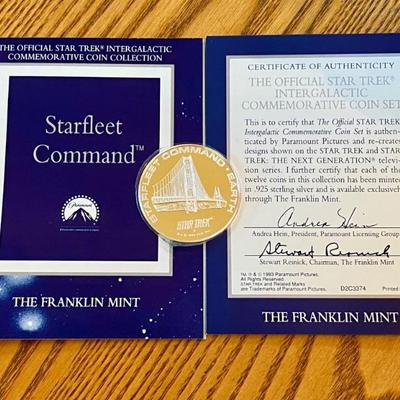 THE OFFICIAL STAR TREK® INTERGALACTIC
COMMEMORATIVE COIN COLLECTION
Starfleet
Command™
Paramount
THE FRANKLIN MINT
STARFLEET COMMAND · EARTH
STAR TREK
CERTIFICATE OF AUTHENTICITY
THE OFFICIAL STAR TREK®
INTERGALACTIC
COMMEMORATIVE COIN SET
This is to certify that The Official STAR TREK®
Intergalactic Commemorative Coin Set is authen-
ticated by Paramount Pictures and re-creates
designs shown on the STAR TREK and STAR
TREK: THE NEXT GENERATION® televi-
sion series. I further certify that each of the
twelve coins in this collection has been minted
in .925 sterling silver and is available exclusively
through The Franklin Mint.
Andrea Hein
Andrea Hein, President, Paramount Licensing Group
Stewart Resnick
Stewart Resnick, Chairman, The Franklin Mint
TM & © 1993 Paramount Pictures.
STAR TREK and Related Marks
are Trademarks of Paramount Pictures.
D2C3374
Printed
THE FRANKLIN MINT